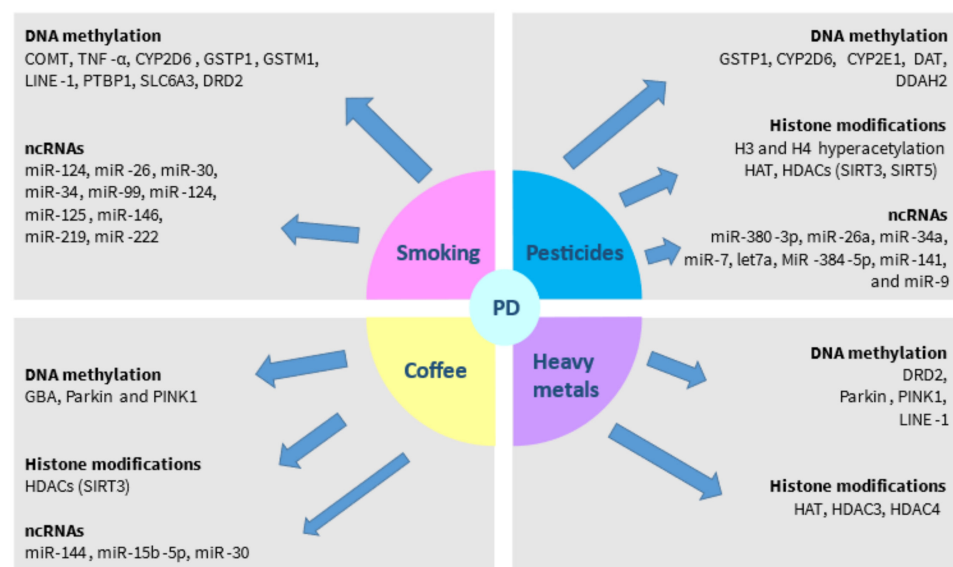 DNA methylation
COMT, TNF-α, CYP2D6, GSTP1, GSTM1,
LINE-1, PTBP1, SLC6A3, DRD2
ncRNAs
miR-124, miR-26, miR-30,
miR-34, miR-99, miR-124,
miR-125, miR-146,
miR-219, miR-222
Smoking
DNA methylation
GSTP1, CYP2D6, CYP2E1, DAT,
DDAH2
Histone modifications
H3 and H4 hyperacetylation
HAT, HDACs (SIRT3, SIRT5)
ncRNAs
miR-380-3p, miR-26a, miR-34a,
miR-7, let7a, MiR-384-5p, miR-141,
and miR-9
Pesticides
PD
Coffee
DNA methylation
GBA, Parkin and PINK1
Histone modifications
HDACs (SIRT3)
ncRNAs
miR-144, miR-15b-5p, miR-30
Heavy
metals
DNA methylation
DRD2,
Parkin, PINK1,
LINE-1
Histone modifications
HAT, HDAC3, HDAC4